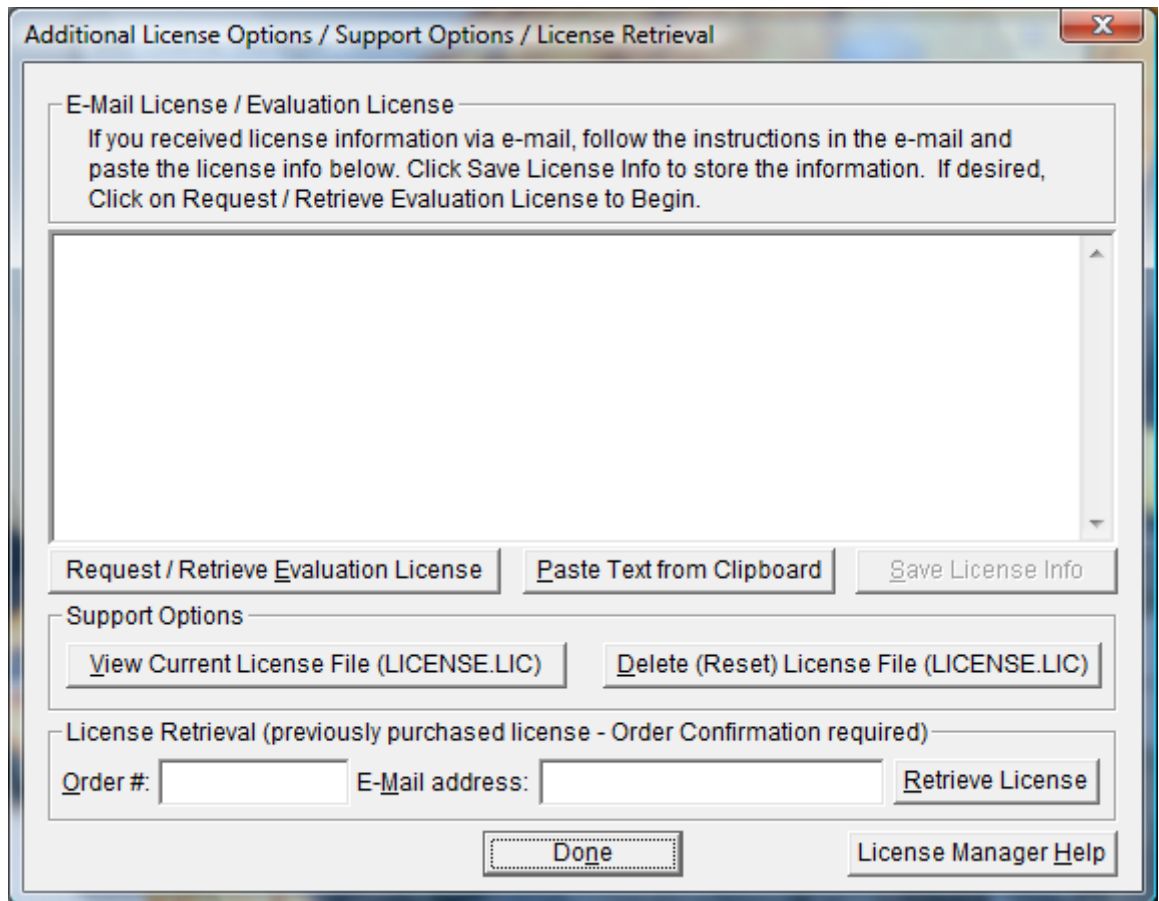 Additional License Options / Support Options / License Retrieval
X
E-Mail License / Evaluation License
If you received license information via e-mail, follow the instructions in the e-mail and
paste the license info below. Click Save License Info to store the information.  If desired,
Click on Request / Retrieve Evaluation License to Begin.
Request / Retrieve Evaluation License
Paste Text from Clipboard
Save License Info
Support Options
View Current License File (LICENSE.LIC)
Delete (Reset) License File (LICENSE.LIC)
License Retrieval (previously purchased license - Order Confirmation required)
Order #:
E-Mail address:
Retrieve License
Done
License Manager Help